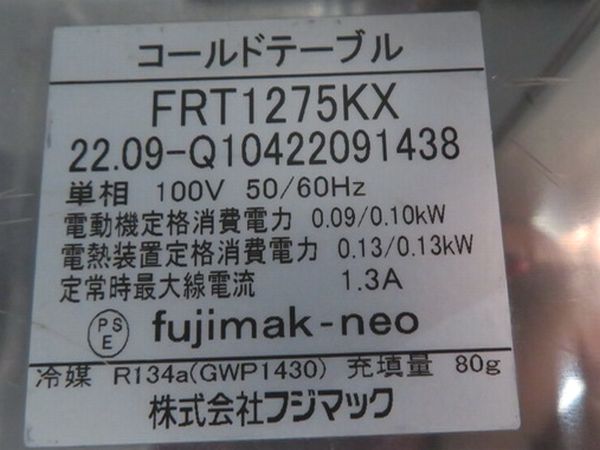 コールドテーブル
FRT1275KX
22.09-Q10422091438
単相 100V 50/60Hz
電動機定格消費電力 0.09/0.10kW
電熱装置定格消費電力 0.13/0.13kW
定常時最大線電流 1.3A
PS
E
fujimak-neo
冷媒 R134a(GWP1430) 充填量 80g
株式会社フジマック